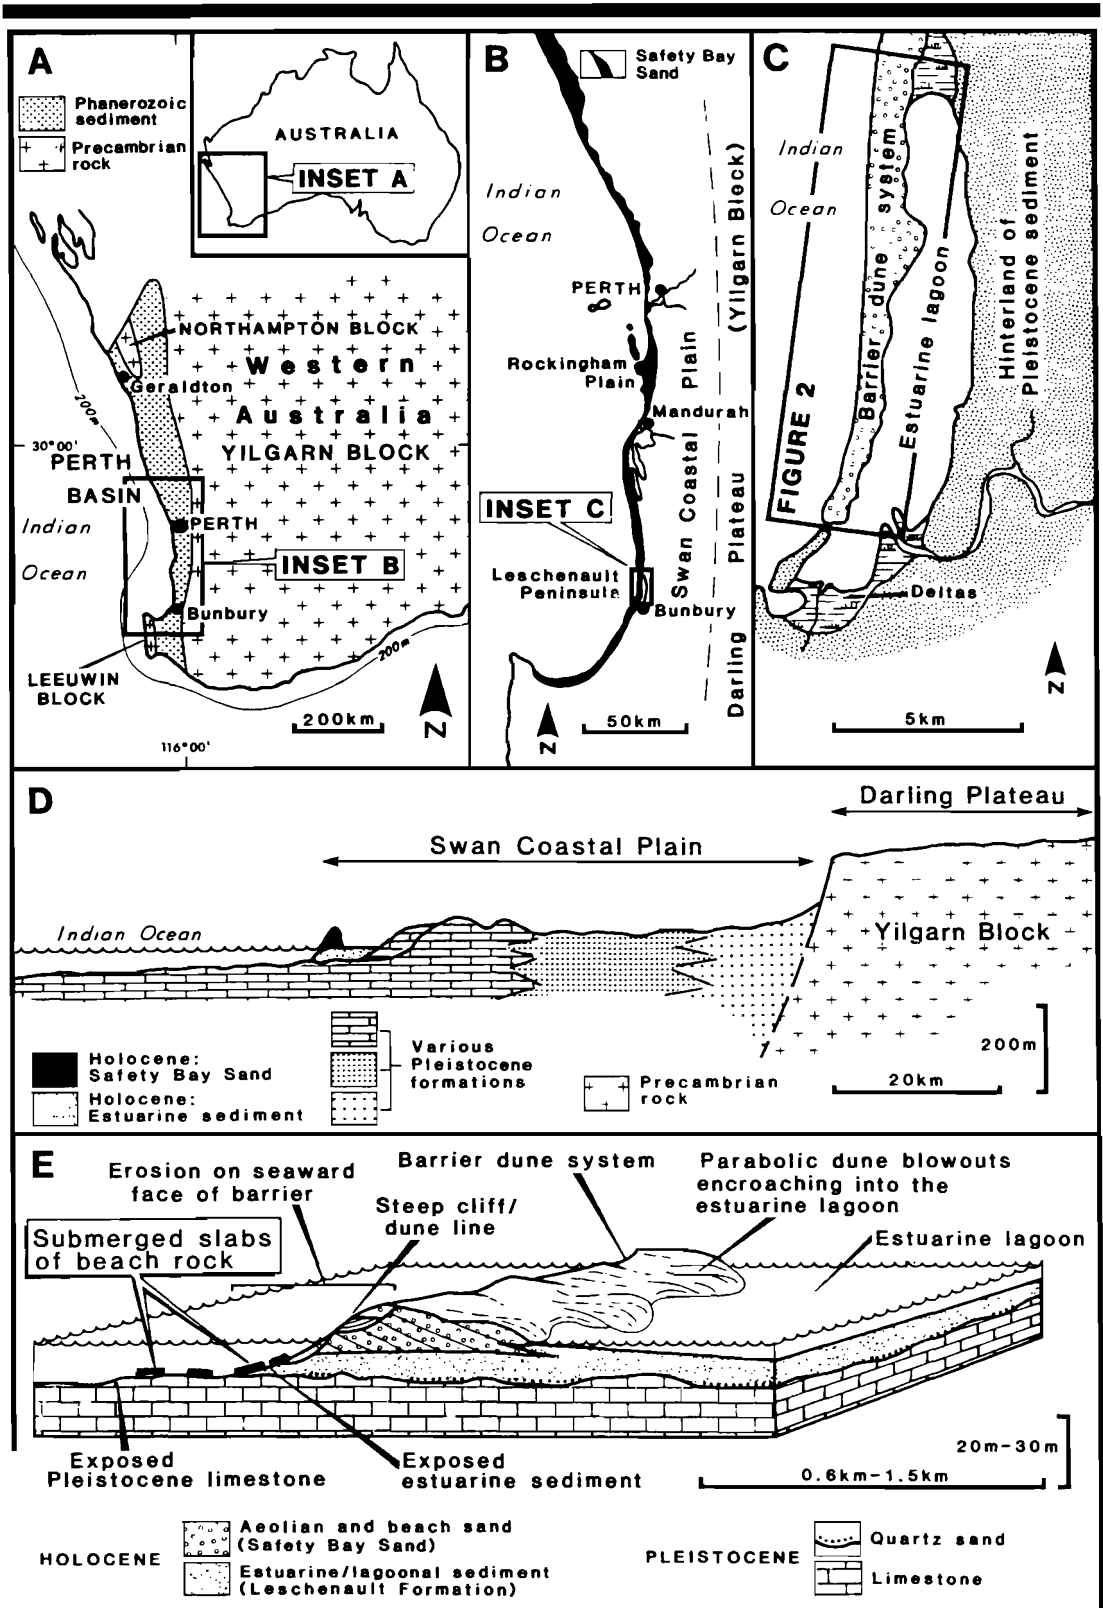 A
Phanerozoic
sediment
Precambrian
rock
AUSTRALIA
INSET A
NORTHAMPTON BLOCK
Geraldton
Western
Australia
YILGARN BLOCK
200m
30°00'
PERTH
BASIN
Indian
Ocean
PERTH
INSET B
Bunbury
LEEUWIN
BLOCK
200m
200km
N
116°00'
B
Safety Bay
Sand
Indian
Ocean
PERTH
Rockingham
Plain
Mandurah
INSET C
Leschenault
Peninsula
Bunbury
Swan Coastal Plain
Darling Plateau (Yilgarn Block)
50km
N
C
Indian
Ocean
Barrier dune system
Estuarine lagoon
Hinterland of
Pleistocene sediment
FIGURE 2
Deltas
N
5km
D
Darling Plateau
Swan Coastal Plain
Indian Ocean
Yilgarn Block
Holocene:
Safety Bay Sand
Holocene:
Estuarine sediment
Various
Pleistocene
formations
Precambrian
rock
200m
20km
E
Erosion on seaward
face of barrier
Barrier dune system
Parabolic dune blowouts
encroaching into the
estuarine lagoon
Steep cliff/
dune line
Submerged slabs
of beach rock
Estuarine lagoon
Exposed
Pleistocene limestone
Exposed
estuarine sediment
20m-30m
0.6km-1.5km
HOLOCENE
Aeolian and beach sand
(Safety Bay Sand)
Estuarine/lagoonal sediment
(Leschenault Formation)
PLEISTOCENE
Quartz sand
Limestone